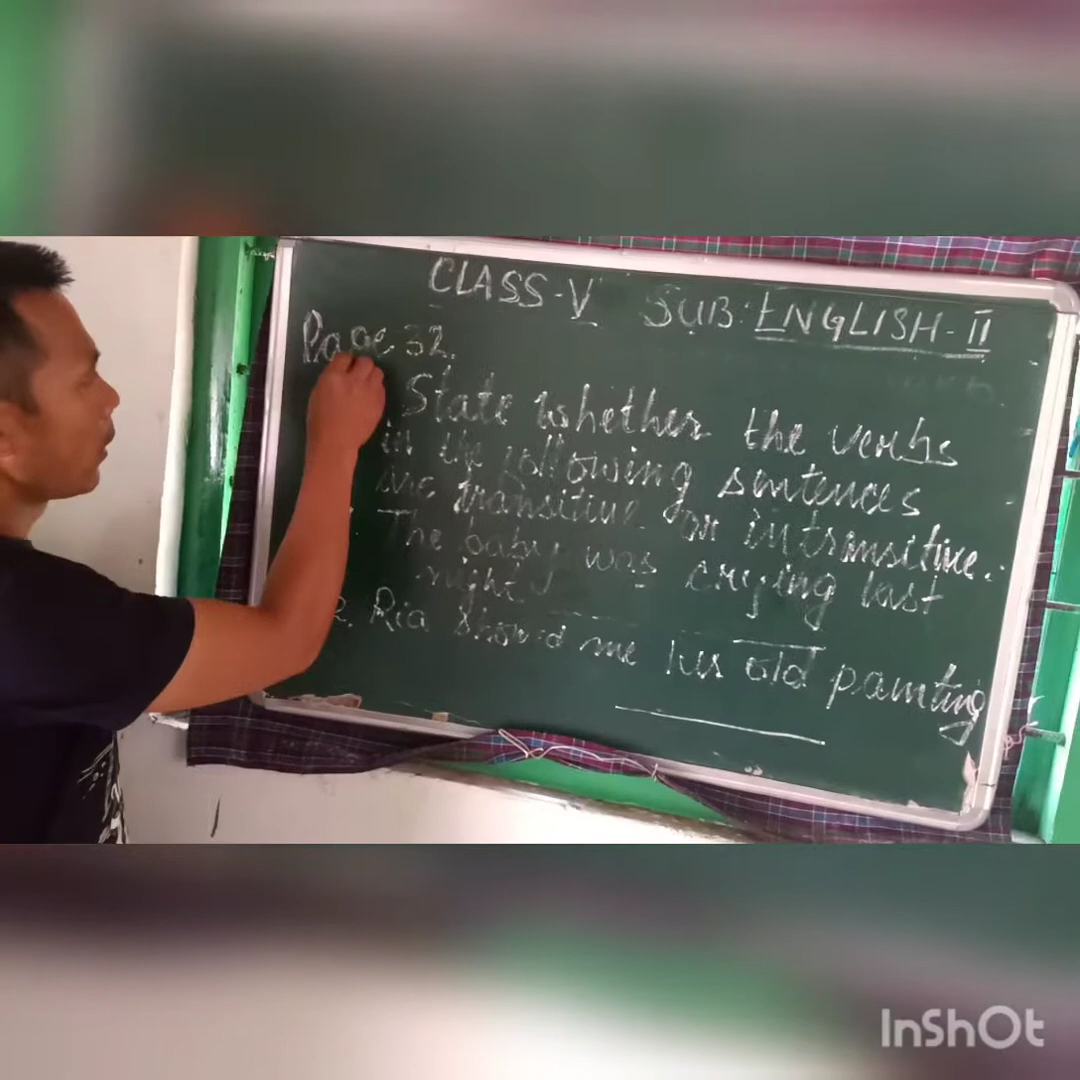 CLASS-V SUB: ENGLISH-II
Page 32.
State whether the verbs
in the following sentences
are transitive or intransitive.
The baby was crying last
night
2. Ria showed me her old painting
InShOt